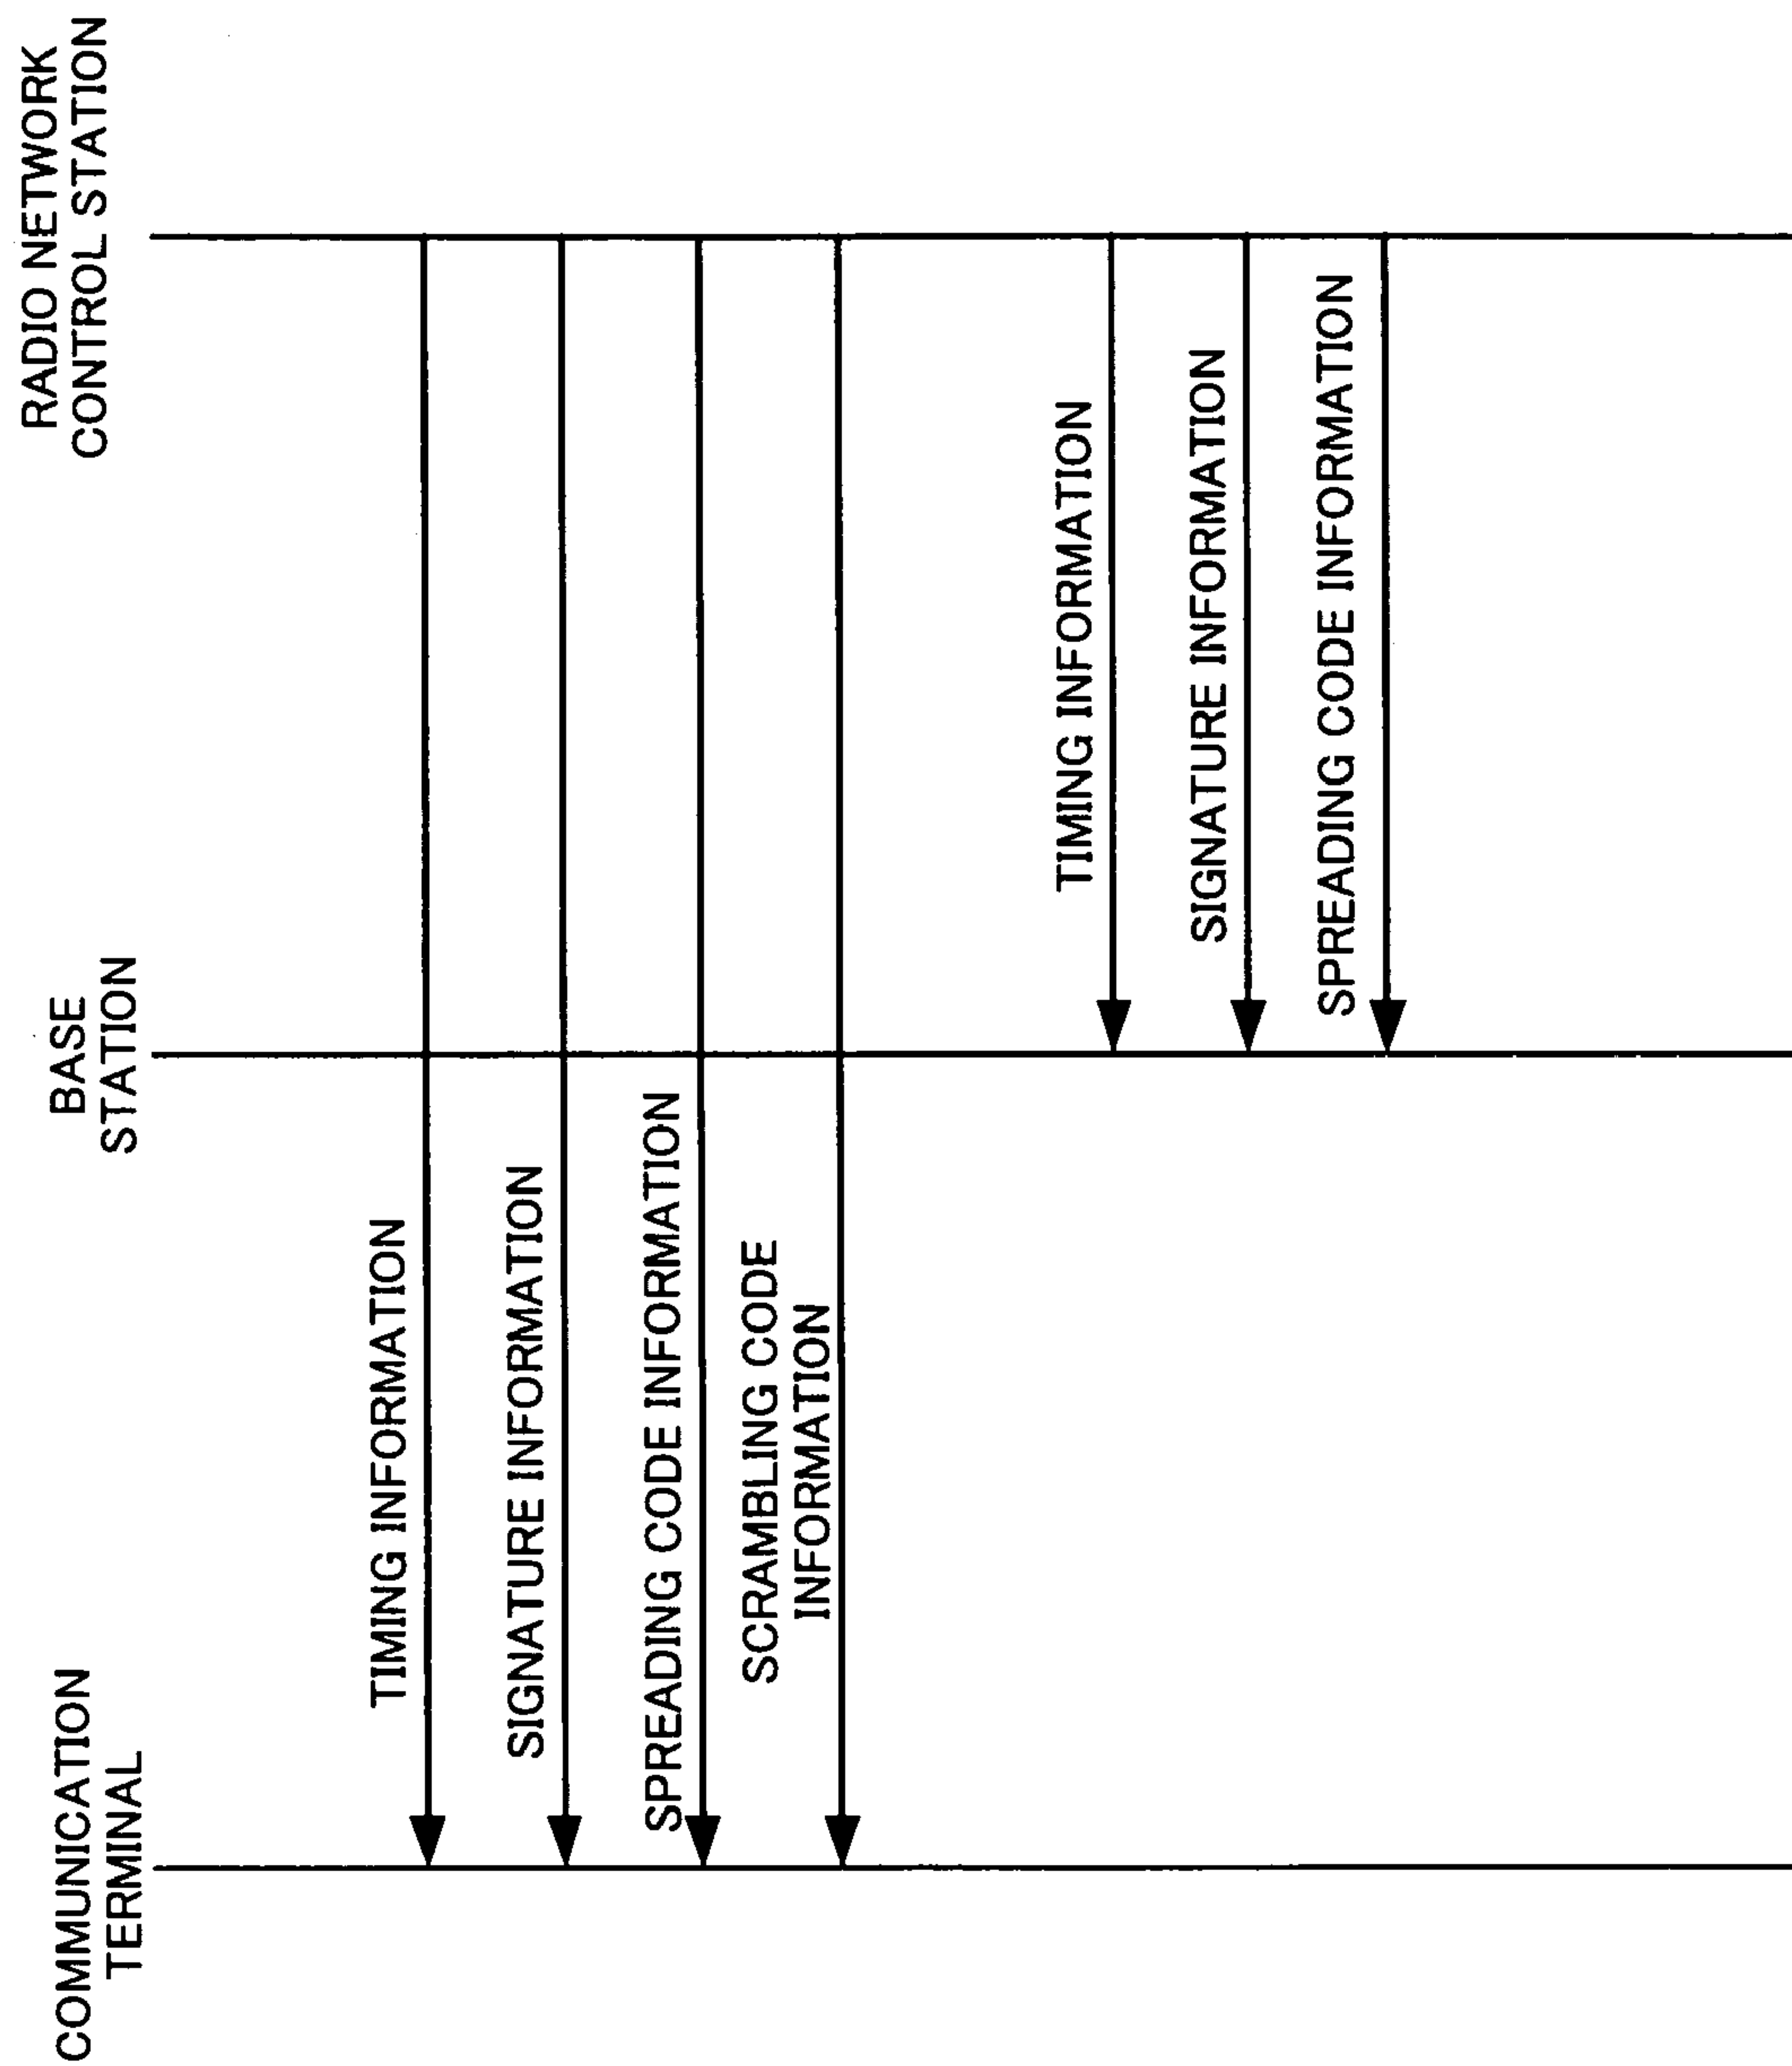 COMMUNICATION
TERMINAL
BASE
STATION
RADIO NETWORK
CONTROL STATION
TIMING INFORMATION
SIGNATURE INFORMATION
SPREADING CODE INFORMATION
SCRAMBLING CODE
INFORMATION
TIMING INFORMATION
SIGNATURE INFORMATION
SPREADING CODE INFORMATION